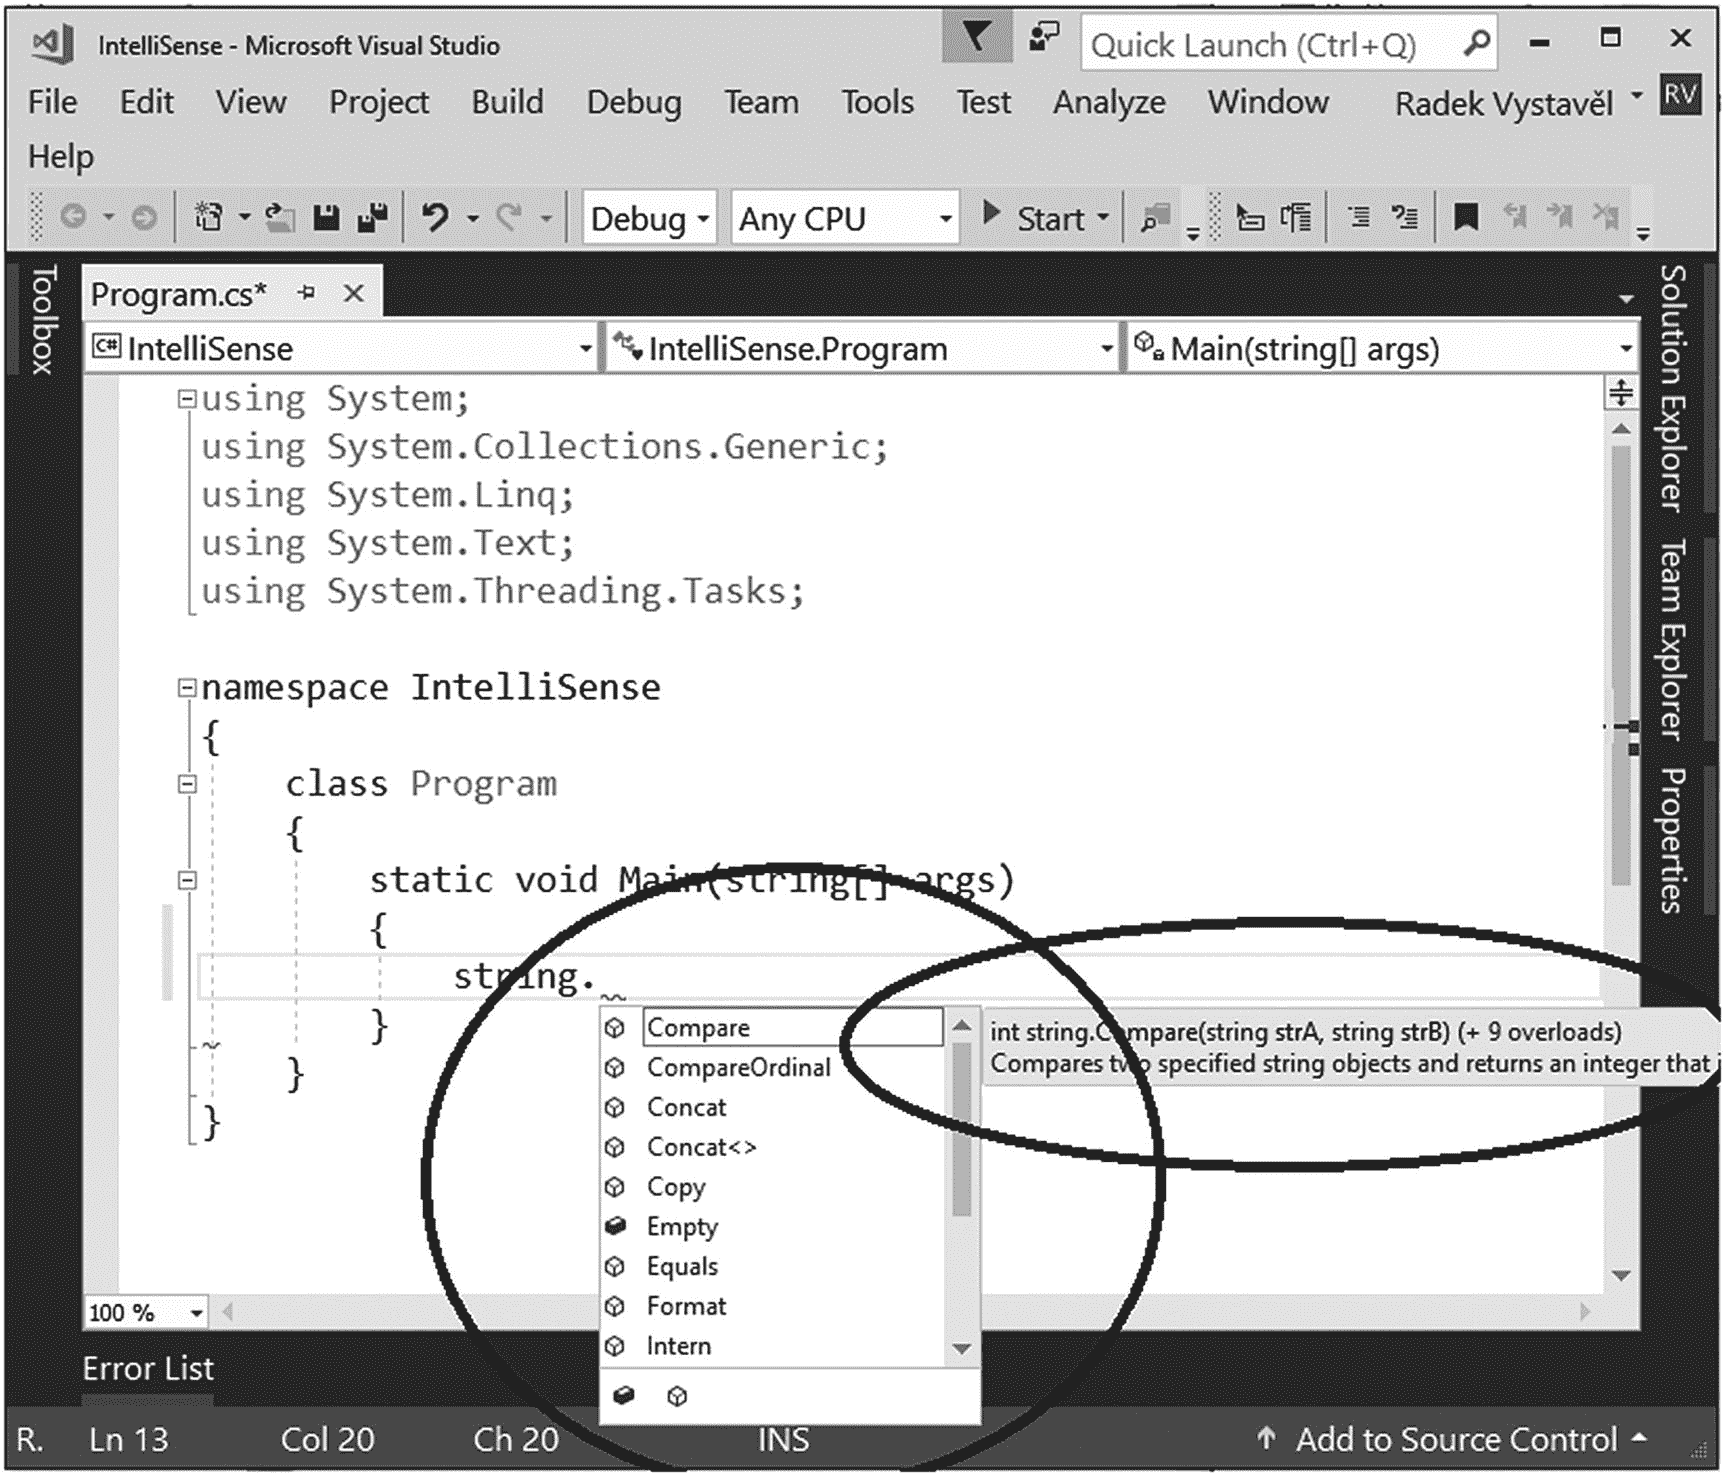 IntelliSense - Microsoft Visual Studio
Quick Launch (Ctrl+Q)
File Edit View Project Build Debug Team Tools Test Analyze Window Radek Vystavěl RV
Help
Debug Any CPU Start
Toolbox
Program.cs*
C# IntelliSense IntelliSense.Program Main(string[] args)
using System;
using System.Collections.Generic;
using System.Linq;
using System.Text;
using System.Threading.Tasks;
namespace IntelliSense
{
class Program
{
static void Main(string[] args)
{
string.
}
}
}
Compare
CompareOrdinal
Concat
Concat<>
Copy
Empty
Equals
Format
Intern
int string.Compare(string strA, string strB) (+ 9 overloads)
Compares two specified string objects and returns an integer that i
Solution Explorer
Team Explorer
Properties
100 %
Error List
R. Ln 13 Col 20 Ch 20 INS Add to Source Control